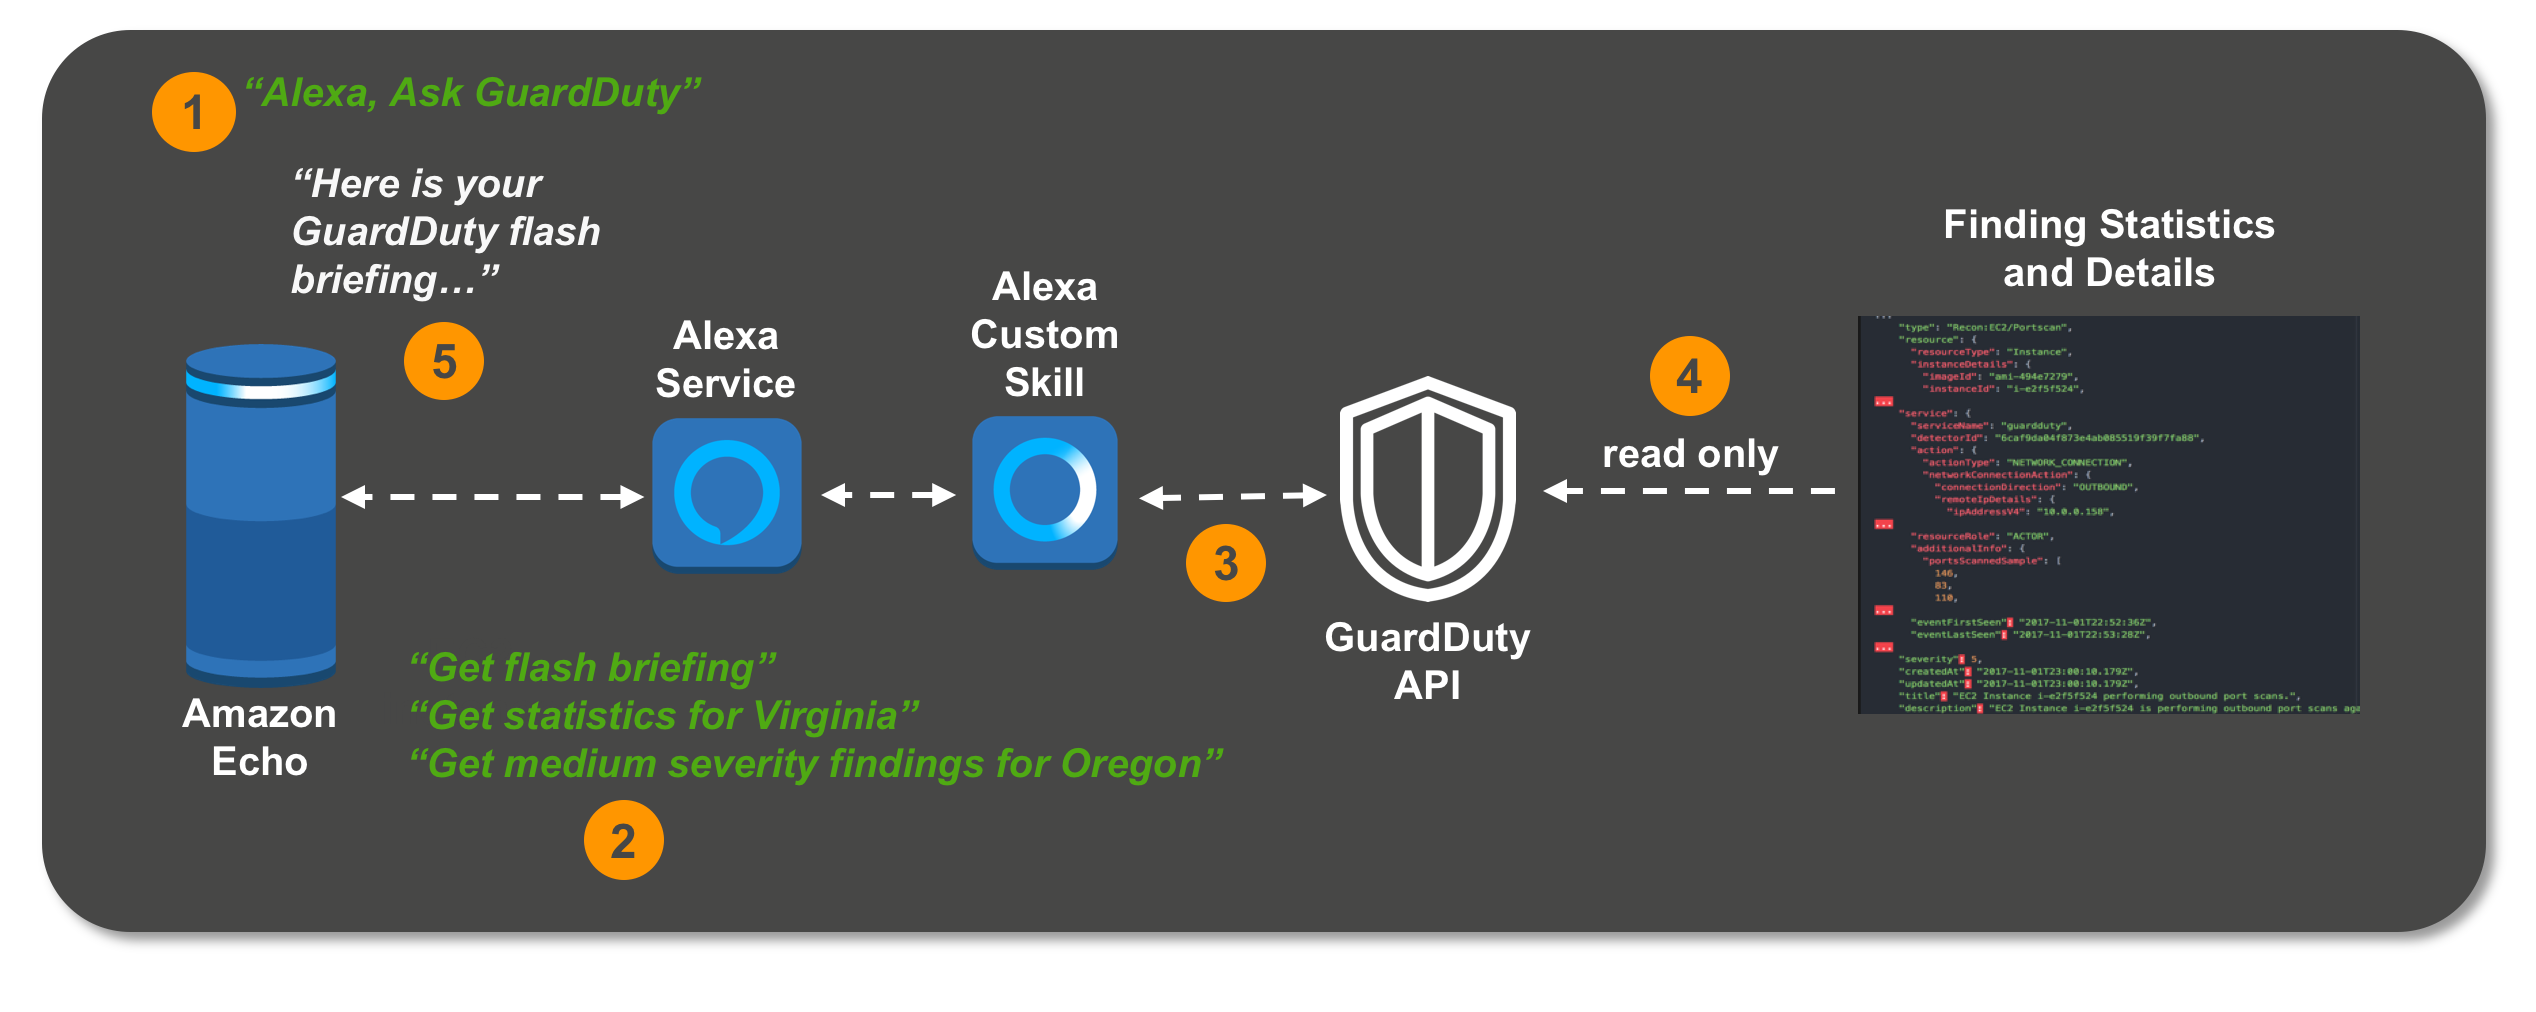 1
“Alexa, Ask GuardDuty”
“Here is your
GuardDuty flash
briefing…”
5
Amazon
Echo
Alexa
Service
Alexa
Custom
Skill
“Get flash briefing”
“Get statistics for Virginia”
“Get medium severity findings for Oregon”
2
3
GuardDuty
API
4
read only
Finding Statistics
and Details
...
"type": "Recon:EC2/Portscan",
"resource": {
"resourceType": "Instance",
"instanceDetails": {
"imageId": "ami-494e7279",
"instanceId": "i-e2f5f524",
...
"service": {
"serviceName": "guardduty",
"detectorId": "6caf9da04f873e4ab085519f39f7fa88",
"action": {
"actionType": "NETWORK_CONNECTION",
"networkConnectionAction": {
"connectionDirection": "OUTBOUND",
"remoteIpDetails": {
"ipAddressV4": "10.0.0.158",
...
"resourceRole": "ACTOR",
"additionalInfo": {
"portsScannedSample": [
146,
83,
110,
...
"eventFirstSeen": "2017-11-01T22:52:36Z",
"eventLastSeen": "2017-11-01T22:53:28Z",
...
"severity": 5,
"createdAt": "2017-11-01T23:00:10.179Z",
"updatedAt": "2017-11-01T23:00:10.179Z",
"title": "EC2 Instance i-e2f5f524 performing outbound port scans.",
"description": "EC2 Instance i-e2f5f524 is performing outbound port scans aga